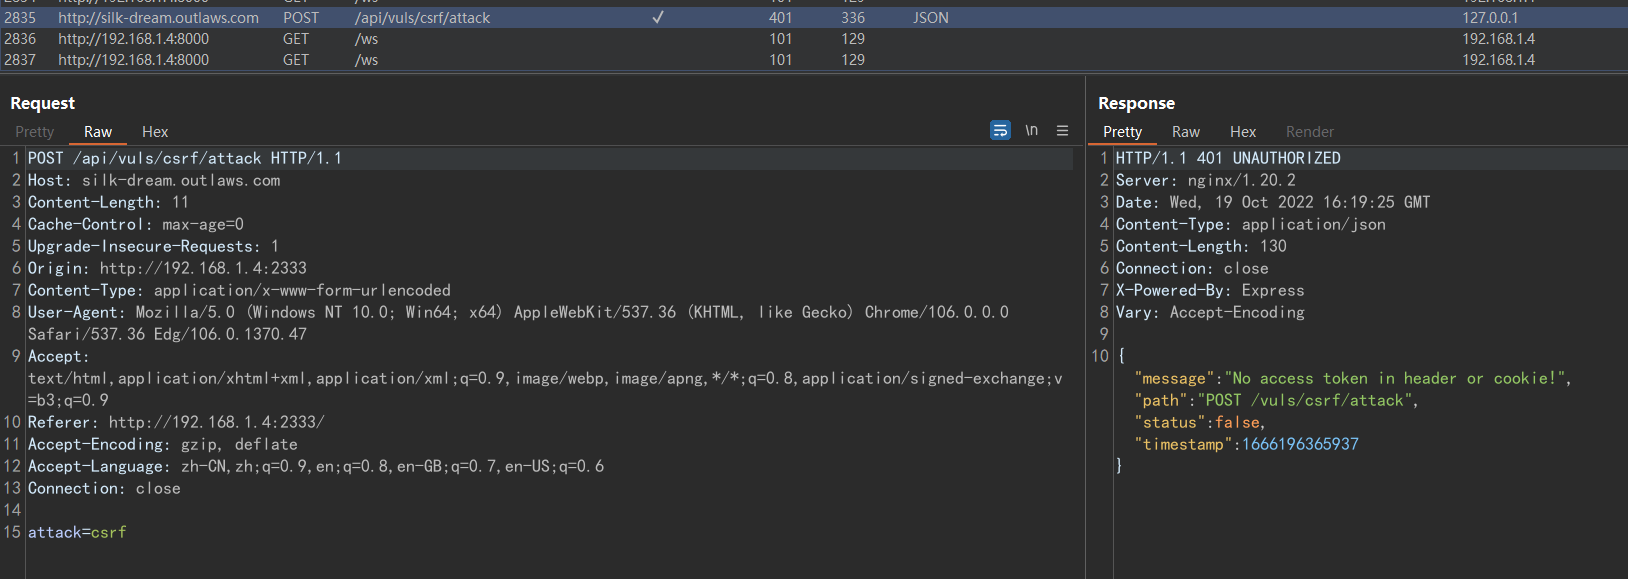 2835 http://silk-dream.outlaws.com POST /api/vuls/csrf/attack ✓ 401 336 JSON 127.0.0.1
2836 http://192.168.1.4:8000 GET /ws 101 129 192.168.1.4
2837 http://192.168.1.4:8000 GET /ws 101 129 192.168.1.4
Request
Pretty Raw Hex
\n
1 POST /api/vuls/csrf/attack HTTP/1.1
2 Host: silk-dream.outlaws.com
3 Content-Length: 11
4 Cache-Control: max-age=0
5 Upgrade-Insecure-Requests: 1
6 Origin: http://192.168.1.4:2333
7 Content-Type: application/x-www-form-urlencoded
8 User-Agent: Mozilla/5.0 (Windows NT 10.0; Win64; x64) AppleWebKit/537.36 (KHTML, like Gecko) Chrome/106.0.0.0
Safari/537.36 Edg/106.0.1370.47
9 Accept:
text/html,application/xhtml+xml,application/xml;q=0.9,image/webp,image/apng,*/*;q=0.8,application/signed-exchange;v
=b3;q=0.9
10 Referer: http://192.168.1.4:2333/
11 Accept-Encoding: gzip, deflate
12 Accept-Language: zh-CN,zh;q=0.9,en;q=0.8,en-GB;q=0.7,en-US;q=0.6
13 Connection: close
14
15 attack=csrf
Response
Pretty Raw Hex Render
1 HTTP/1.1 401 UNAUTHORIZED
2 Server: nginx/1.20.2
3 Date: Wed, 19 Oct 2022 16:19:25 GMT
4 Content-Type: application/json
5 Content-Length: 130
6 Connection: close
7 X-Powered-By: Express
8 Vary: Accept-Encoding
9
10 {
"message":"No access token in header or cookie!",
"path":"POST /vuls/csrf/attack",
"status":false,
"timestamp":1666196365937
}